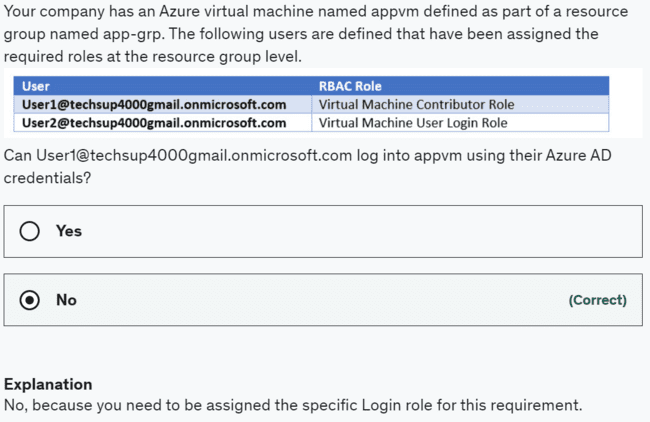 Your company has an Azure virtual machine named appvm defined as part of a resource
group named app-grp. The following users are defined that have been assigned the
required roles at the resource group level.
User RBAC Role
User1@techsup4000gmail.onmicrosoft.com Virtual Machine Contributor Role
User2@techsup4000gmail.onmicrosoft.com Virtual Machine User Login Role
Can User1@techsup4000gmail.onmicrosoft.com log into appvm using their Azure AD
credentials?
Yes
No (Correct)
Explanation
No, because you need to be assigned the specific Login role for this requirement.